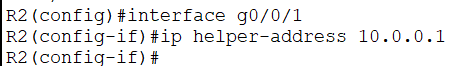 R2(config)#interface g0/0/1
R2(config-if)#ip helper-address 10.0.0.1
R2(config-if)#